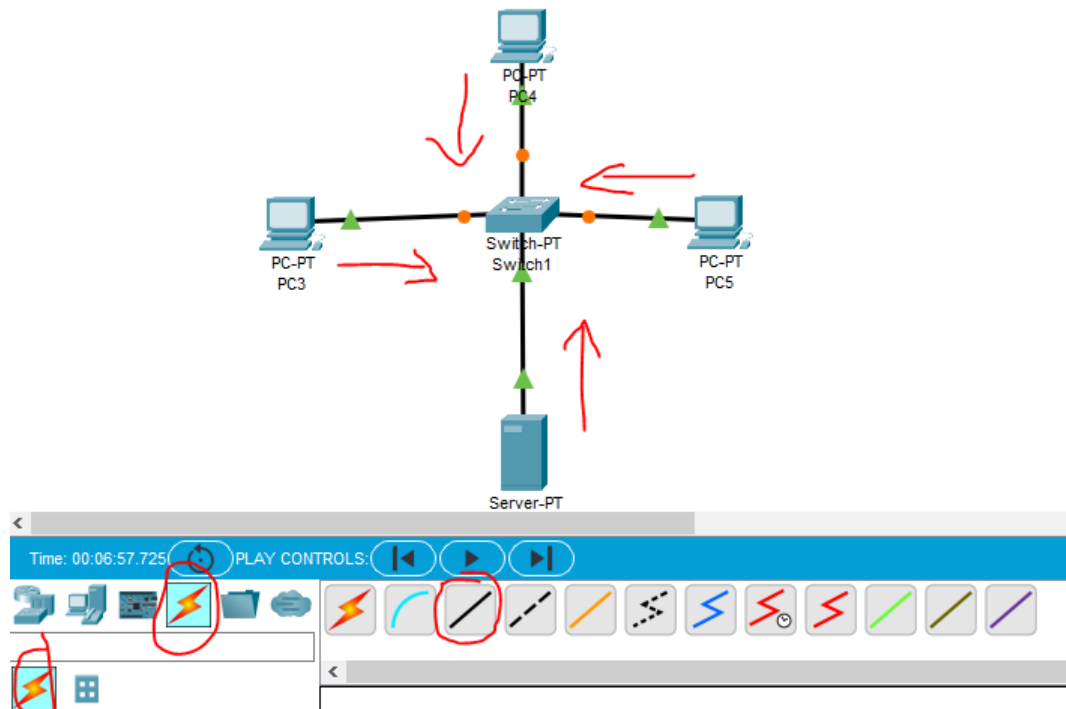 PC-PT
PC4
PC-PT
PC3
Switch-PT
Switch1
PC-PT
PC5
Server-PT
Time: 00:06:57.725
PLAY CONTROLS: